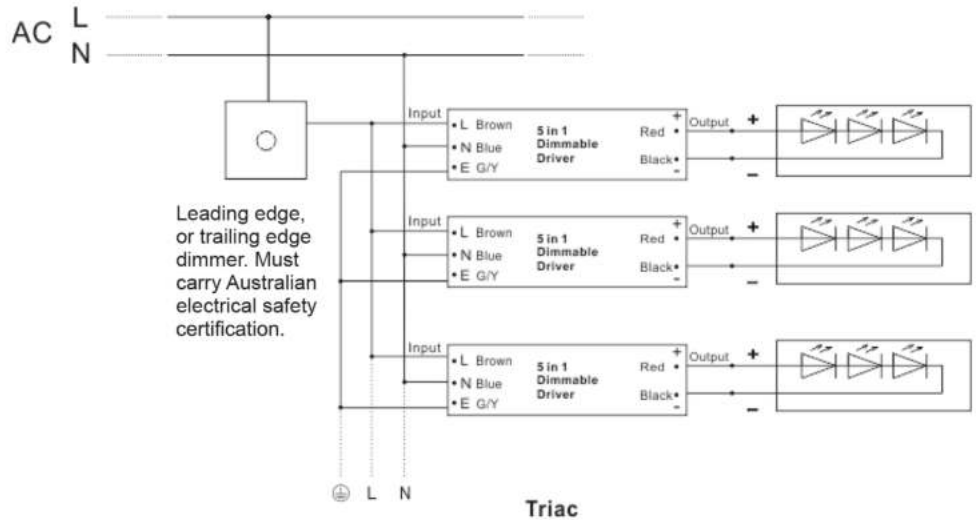 AC L
N
Input
• L Brown
• N Blue
• E G/Y
5 in 1
Dimmable
Driver
+
Red •
Black•
-
Output +
–
Leading edge,
or trailing edge
dimmer. Must
carry Australian
electrical safety
certification.
Input
• L Brown
• N Blue
• E G/Y
5 in 1
Dimmable
Driver
+
Red •
Black•
-
Output +
–
Input
• L Brown
• N Blue
• E G/Y
5 in 1
Dimmable
Driver
+
Red •
Black•
-
Output +
–
L N
Triac